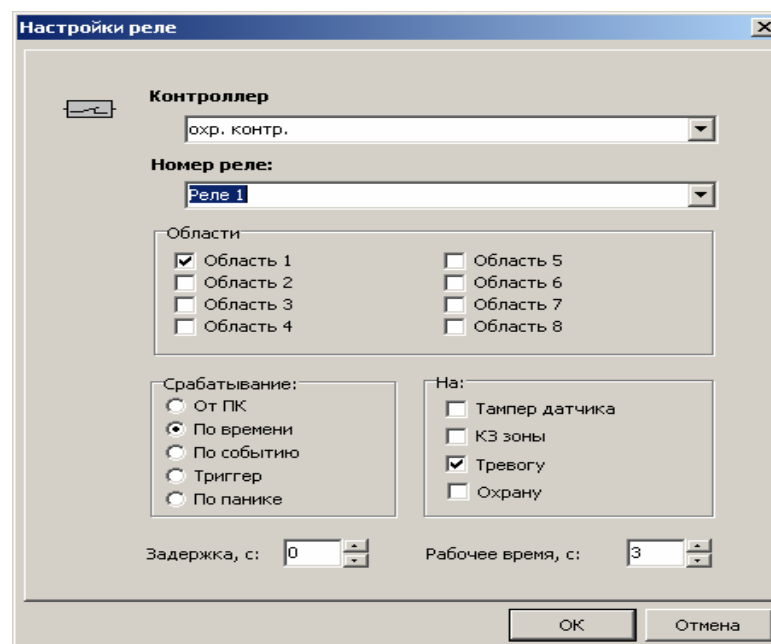 Настройки реле
Контроллер
охр. контр.
Номер реле:
Реле 1
Области
Область 1
Область 2
Область 3
Область 4
Область 5
Область 6
Область 7
Область 8
Срабатывание:
От ПК
По времени
По событию
Триггер
По панике
На:
Тампер датчика
КЗ зоны
Тревогу
Охрану
Задержка, с: 0
Рабочее время, с: 3
ОК
Отмена